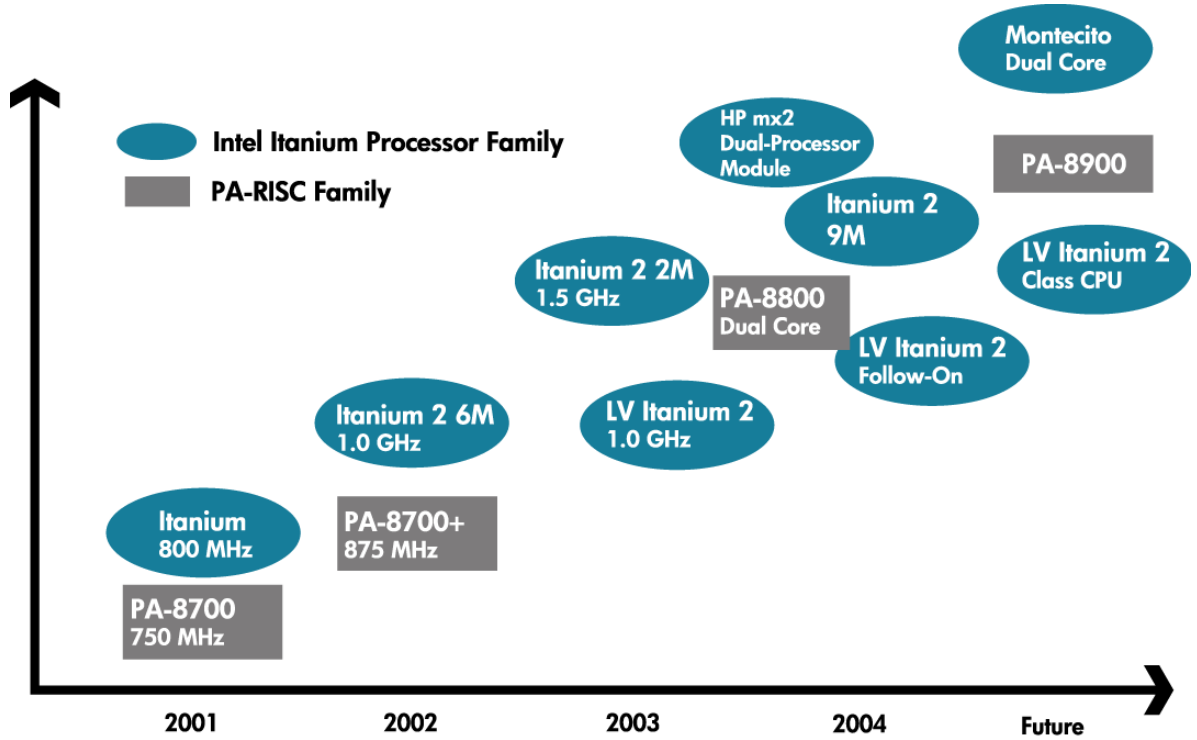 Montecito
Dual Core
HP mx2
Dual-Processor
Module
Intel Itanium Processor Family
PA-RISC Family
PA-8900
Itanium 2
9M
Itanium 2 2M
1.5 GHz
LV Itanium 2
Class CPU
PA-8800
Dual Core
LV Itanium 2
Follow-On
Itanium 2 6M
1.0 GHz
LV Itanium 2
1.0 GHz
Itanium
800 MHz
PA-8700+
875 MHz
PA-8700
750 MHz
2001
2002
2003
2004
Future